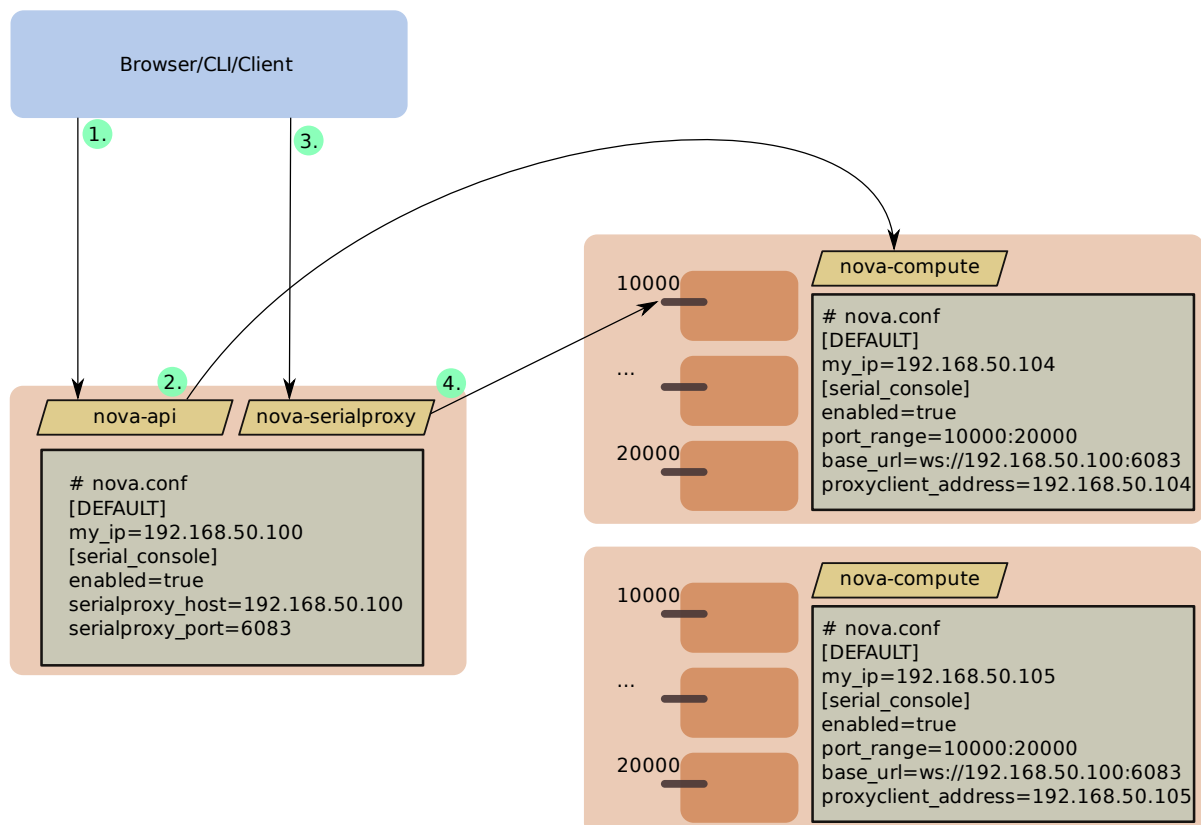 Browser/CLI/Client
1.
3.
2.
4.
nova-api
nova-serialproxy
# nova.conf
[DEFAULT]
my_ip=192.168.50.100
[serial_console]
enabled=true
serialproxy_host=192.168.50.100
serialproxy_port=6083
nova-compute
10000
...
20000
# nova.conf
[DEFAULT]
my_ip=192.168.50.104
[serial_console]
enabled=true
port_range=10000:20000
base_url=ws://192.168.50.100:6083
proxyclient_address=192.168.50.104
nova-compute
10000
...
20000
# nova.conf
[DEFAULT]
my_ip=192.168.50.105
[serial_console]
enabled=true
port_range=10000:20000
base_url=ws://192.168.50.100:6083
proxyclient_address=192.168.50.105